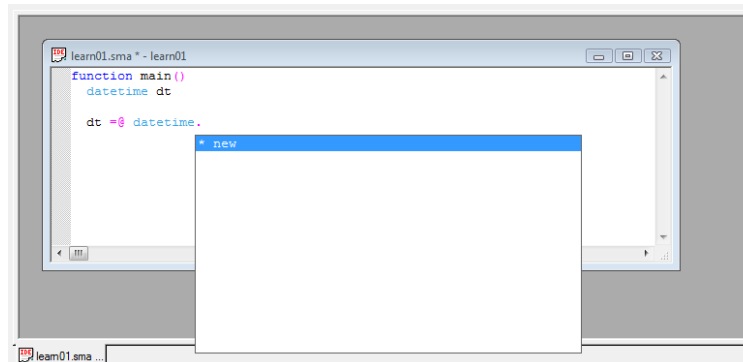 learn01.sma * - learn01
function main()
datetime dt
dt =@ datetime.
* new
learn01.sma ...